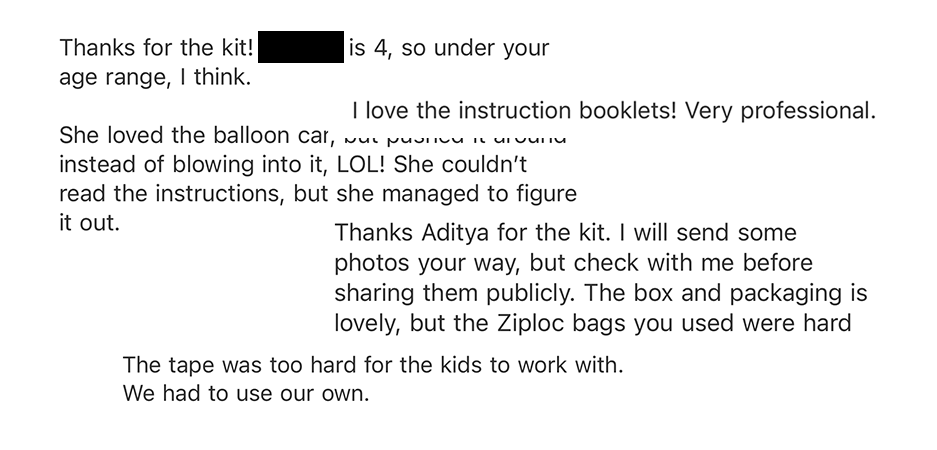 Thanks for the kit! is 4, so under your
age range, I think.
I love the instruction booklets! Very professional.
She loved the balloon car, but pushed it around
instead of blowing into it, LOL! She couldn’t
read the instructions, but she managed to figure
it out.
Thanks Aditya for the kit. I will send some
photos your way, but check with me before
sharing them publicly. The box and packaging is
lovely, but the Ziploc bags you used were hard
The tape was too hard for the kids to work with.
We had to use our own.